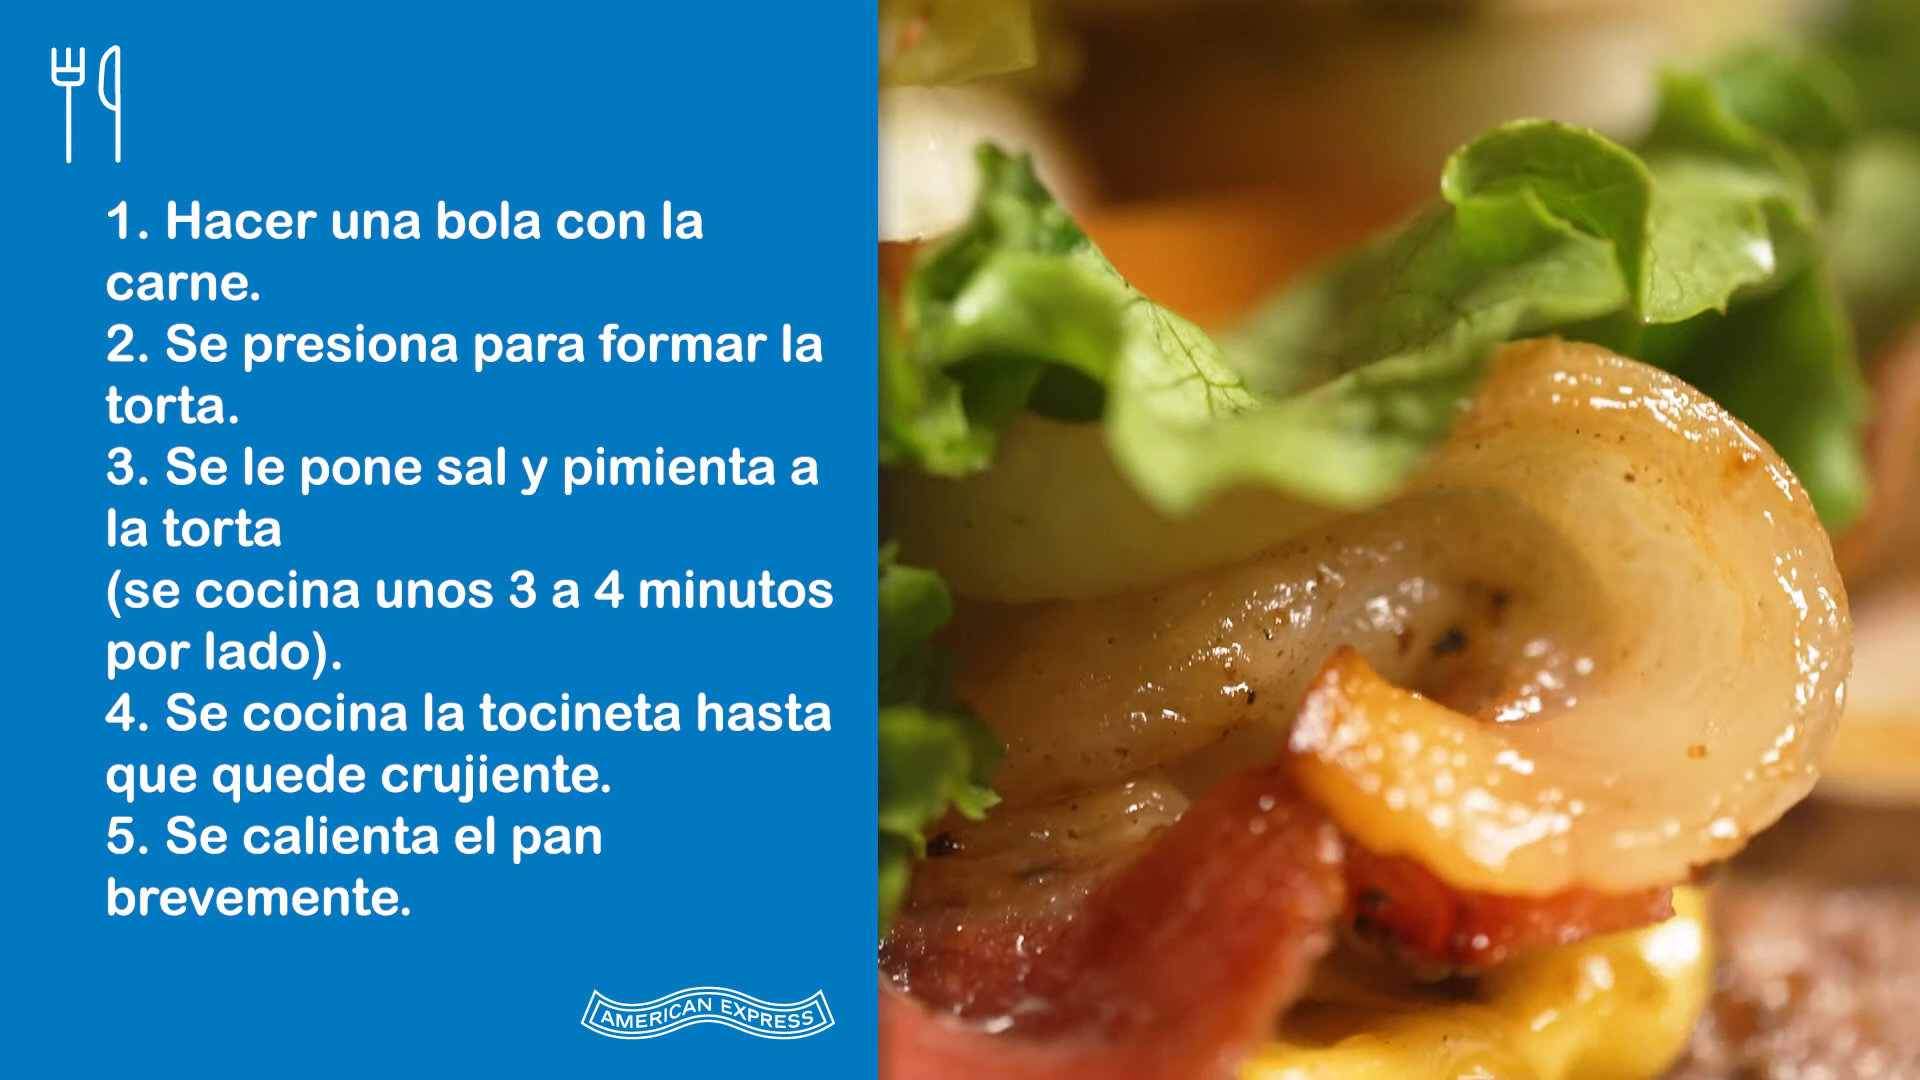 1. Hacer una bola con la
carne.
2. Se presiona para formar la
torta.
3. Se le pone sal y pimienta a
la torta
(se cocina unos 3 a 4 minutos
por lado).
4. Se cocina la tocineta hasta
que quede crujiente.
5. Se calienta el pan
brevemente.
AMERICAN EXPRESS